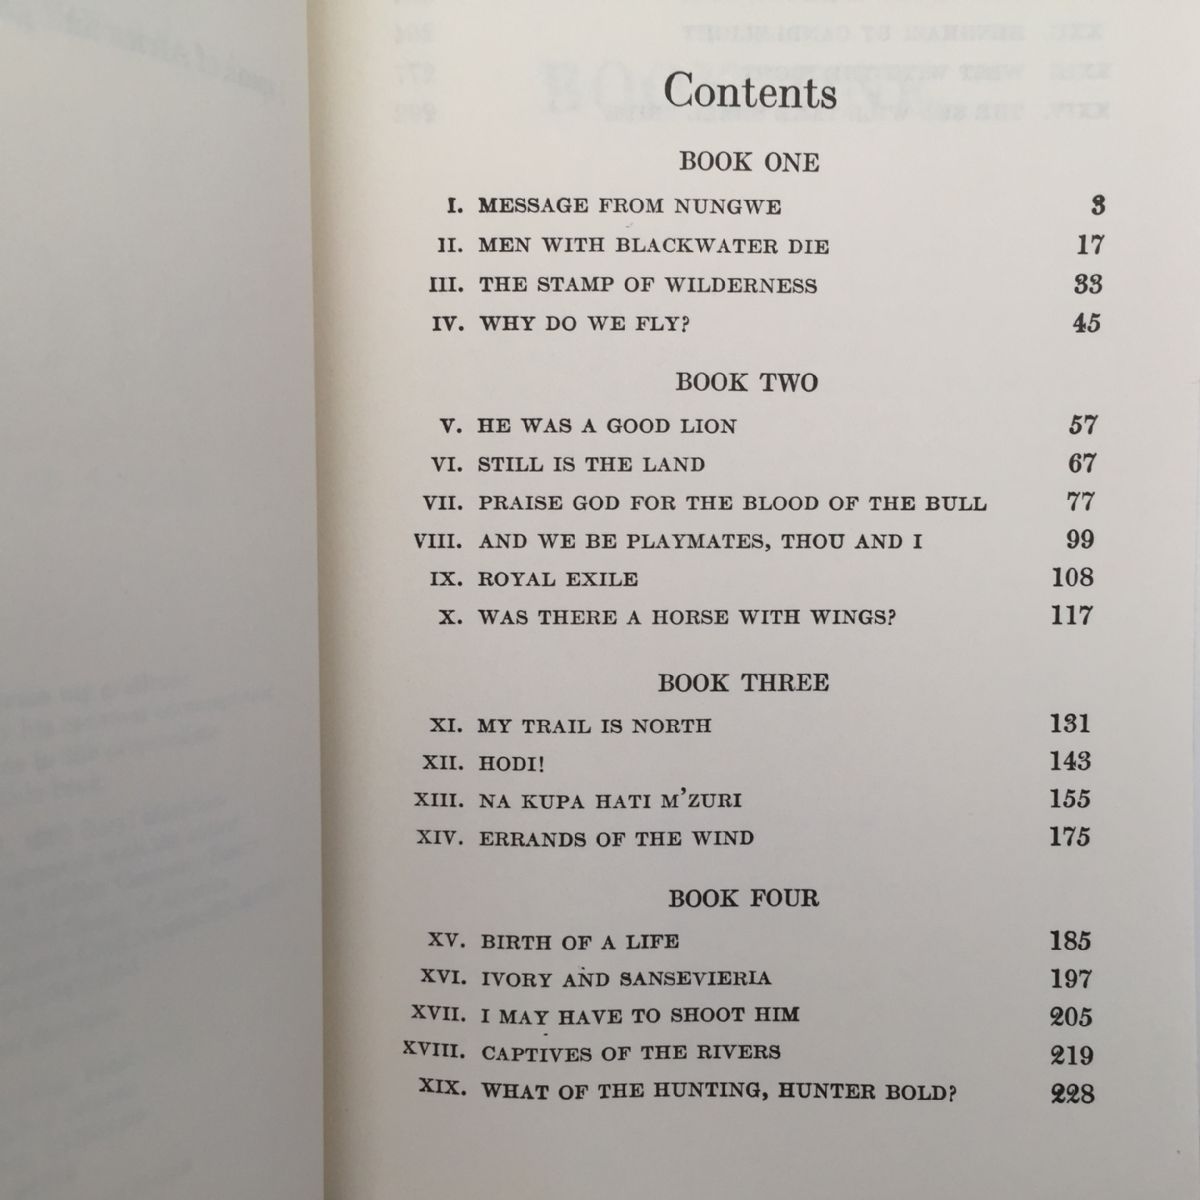 Contents
BOOK ONE
I. MESSAGE FROM NUNGWE 3
II. MEN WITH BLACKWATER DIE 17
III. THE STAMP OF WILDERNESS 33
IV. WHY DO WE FLY? 45
BOOK TWO
V. HE WAS A GOOD LION 57
VI. STILL IS THE LAND 67
VII. PRAISE GOD FOR THE BLOOD OF THE BULL 77
VIII. AND WE BE PLAYMATES, THOU AND I 99
IX. ROYAL EXILE 108
X. WAS THERE A HORSE WITH WINGS? 117
BOOK THREE
XI. MY TRAIL IS NORTH 131
XII. HODI! 143
XIII. NA KUPA HATI M'ZURI 155
XIV. ERRANDS OF THE WIND 175
BOOK FOUR
XV. BIRTH OF A LIFE 185
XVI. IVORY AND SANSEVIERIA 197
XVII. I MAY HAVE TO SHOOT HIM 205
XVIII. CAPTIVES OF THE RIVERS 219
XIX. WHAT OF THE HUNTING, HUNTER BOLD? 228